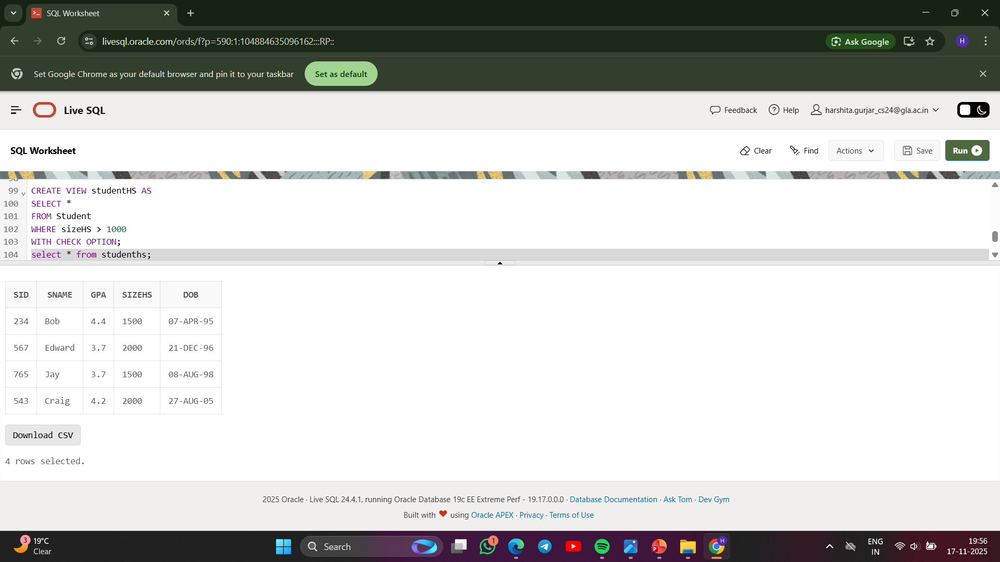 SQL Worksheet
livesql.oracle.com/ords/f?p=590:1:104884635096162:::RP::
Ask Google
H
Set Google Chrome as your default browser and pin it to your taskbar
Set as default
Live SQL
Feedback
Help
harshita.gurjar_cs24@gla.ac.in
SQL Worksheet
Clear
Find
Actions
Save
Run
99 CREATE VIEW studentHS AS
100 SELECT *
101 FROM Student
102 WHERE sizeHS > 1000
103 WITH CHECK OPTION;
104 select * from studenths;
SID SNAME GPA SIZEHS DOB
234 Bob 4.4 1500 07-APR-95
567 Edward 3.7 2000 21-DEC-96
765 Jay 3.7 1500 08-AUG-98
543 Craig 4.2 2000 27-AUG-05
Download CSV
4 rows selected.
2025 Oracle · Live SQL 24.4.1, running Oracle Database 19c EE Extreme Perf - 19.17.0.0.0 · Database Documentation · Ask Tom · Dev Gym
Built with ❤ using Oracle APEX · Privacy · Terms of Use
3
19°C
Clear
Search
1
P
H
ENG
IN
19:56
17-11-2025